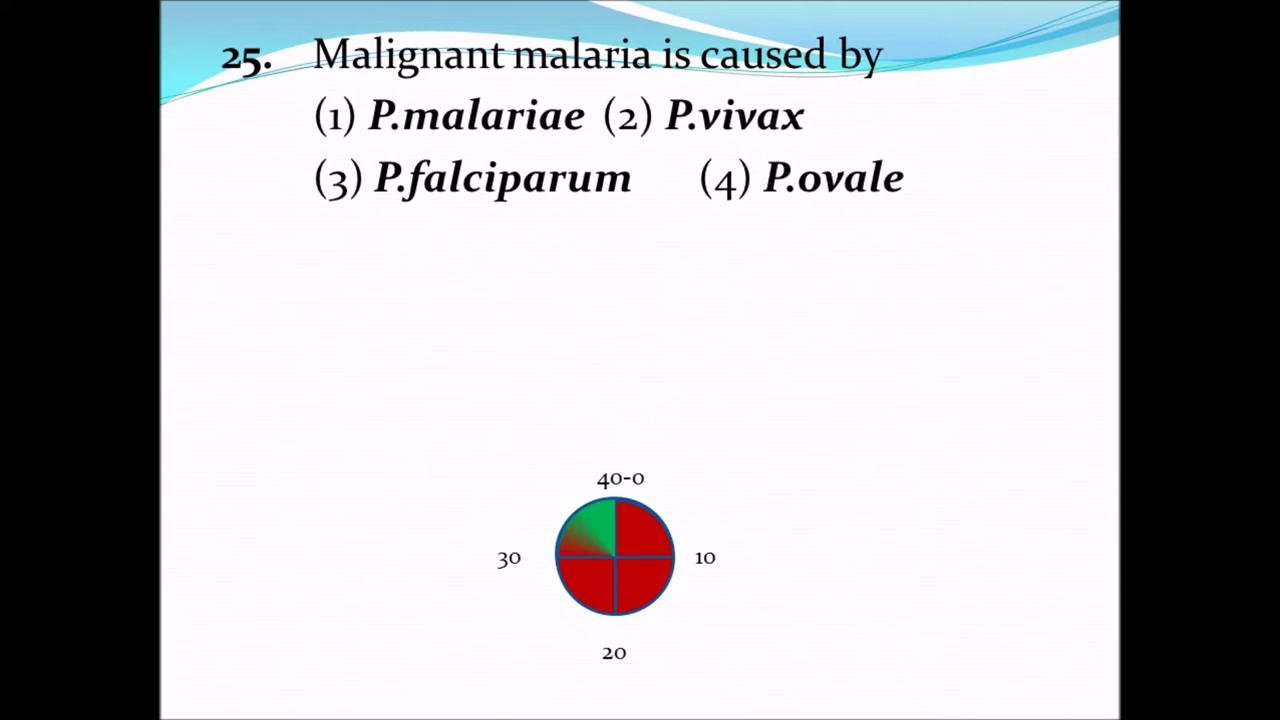 25. Malignant malaria is caused by
(1) P.malariae (2) P.vivax
(3) P.falciparum (4) P.ovale
40-0
30 10
20